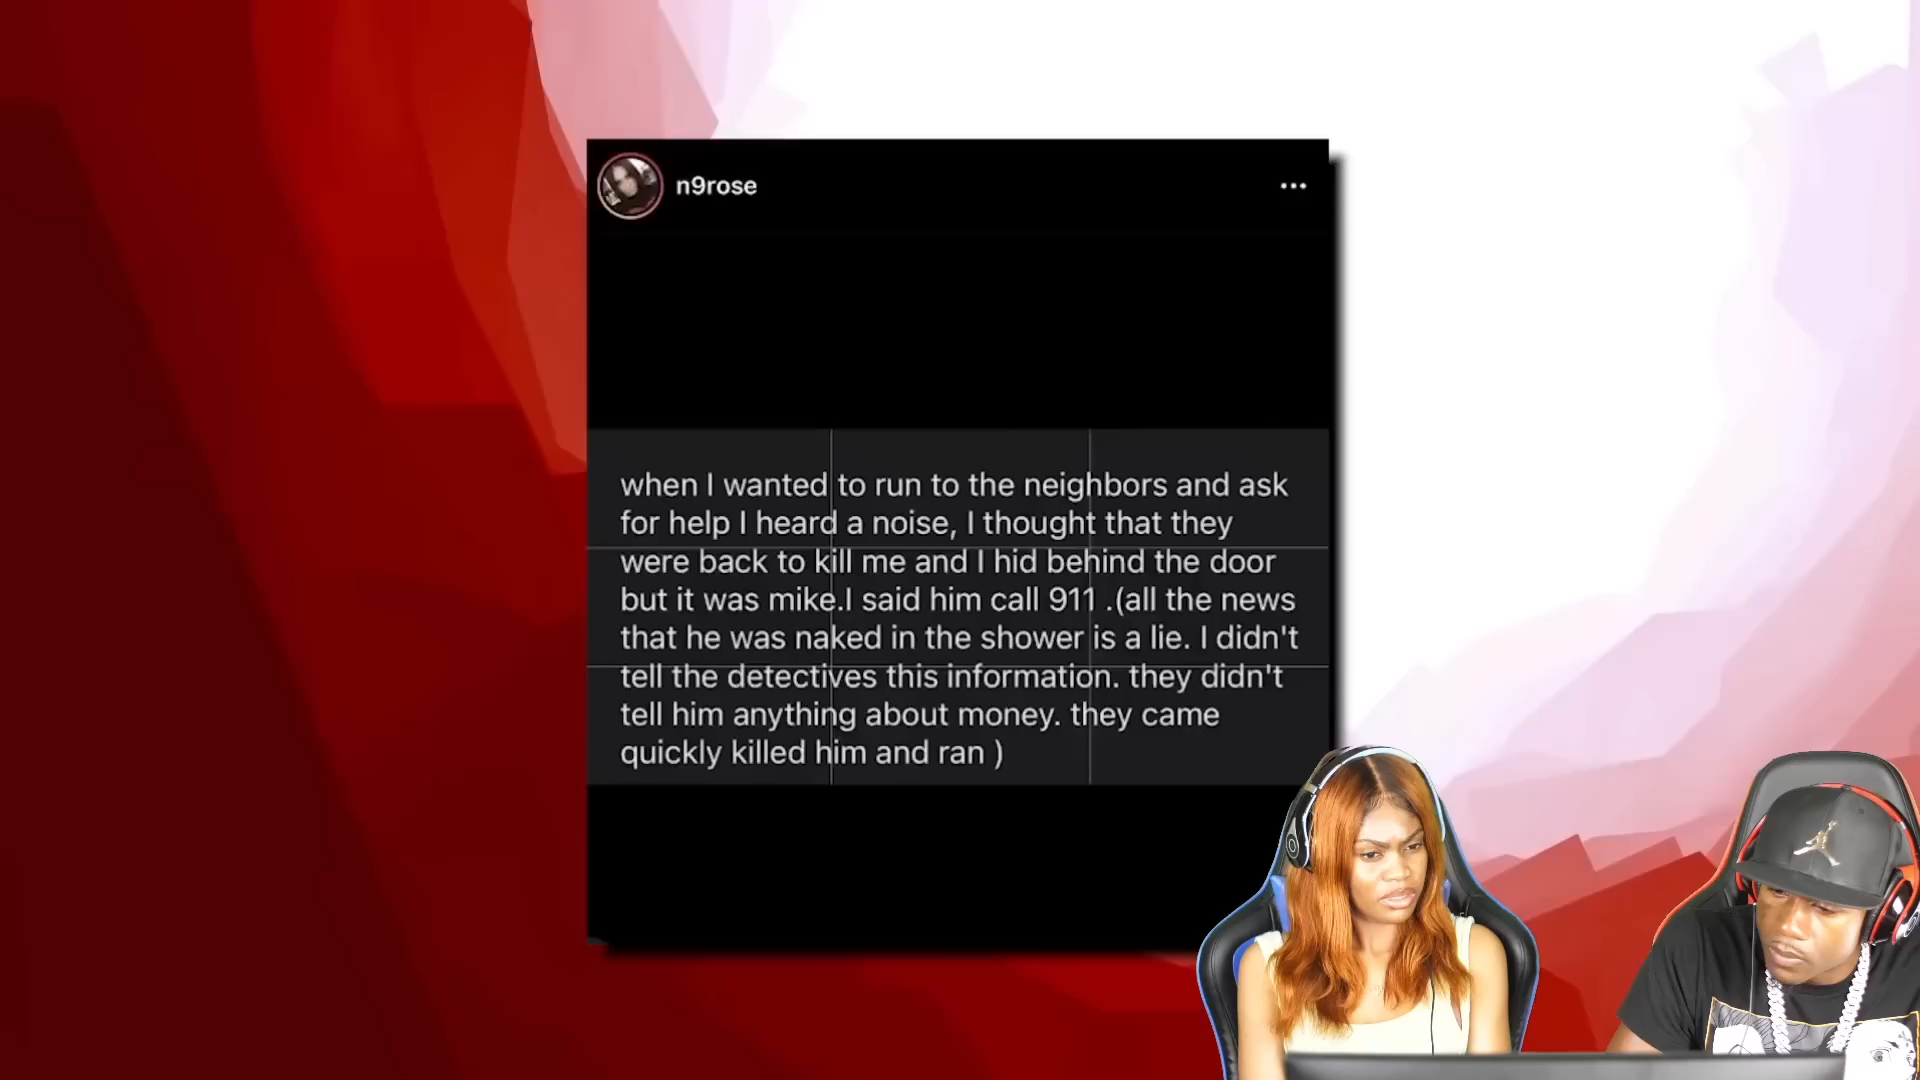 n9rose
when I wanted to run to the neighbors and ask
for help I heard a noise, I thought that they
were back to kill me and I hid behind the door
but it was mike.I said him call 911 .(all the news
that he was naked in the shower is a lie. I didn't
tell the detectives this information. they didn't
tell him anything about money. they came
quickly killed him and ran )